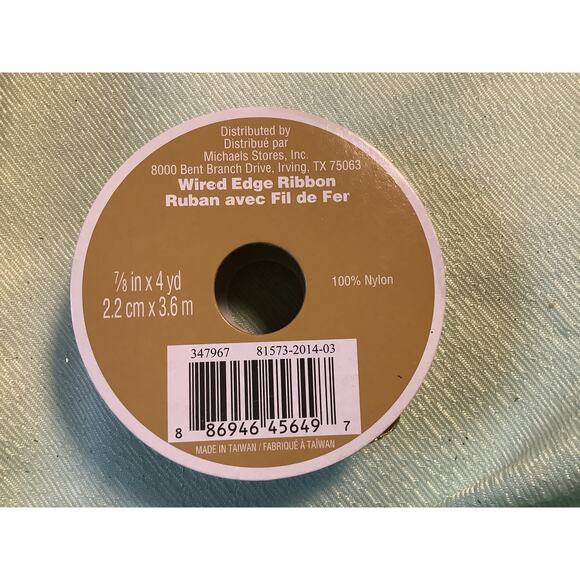 Distributed by
Distribué par
Michaels Stores, Inc.
8000 Bent Branch Drive, Irving, TX 75063
Wired Edge Ribbon
Ruban avec Fil de Fer
⅞ in x 4 yd
2.2 cm x 3.6 m
100% Nylon
347967 81573-2014-03
8 86946 45649 7
MADE IN TAIWAN / FABRIQUÉ À TAÏWAN